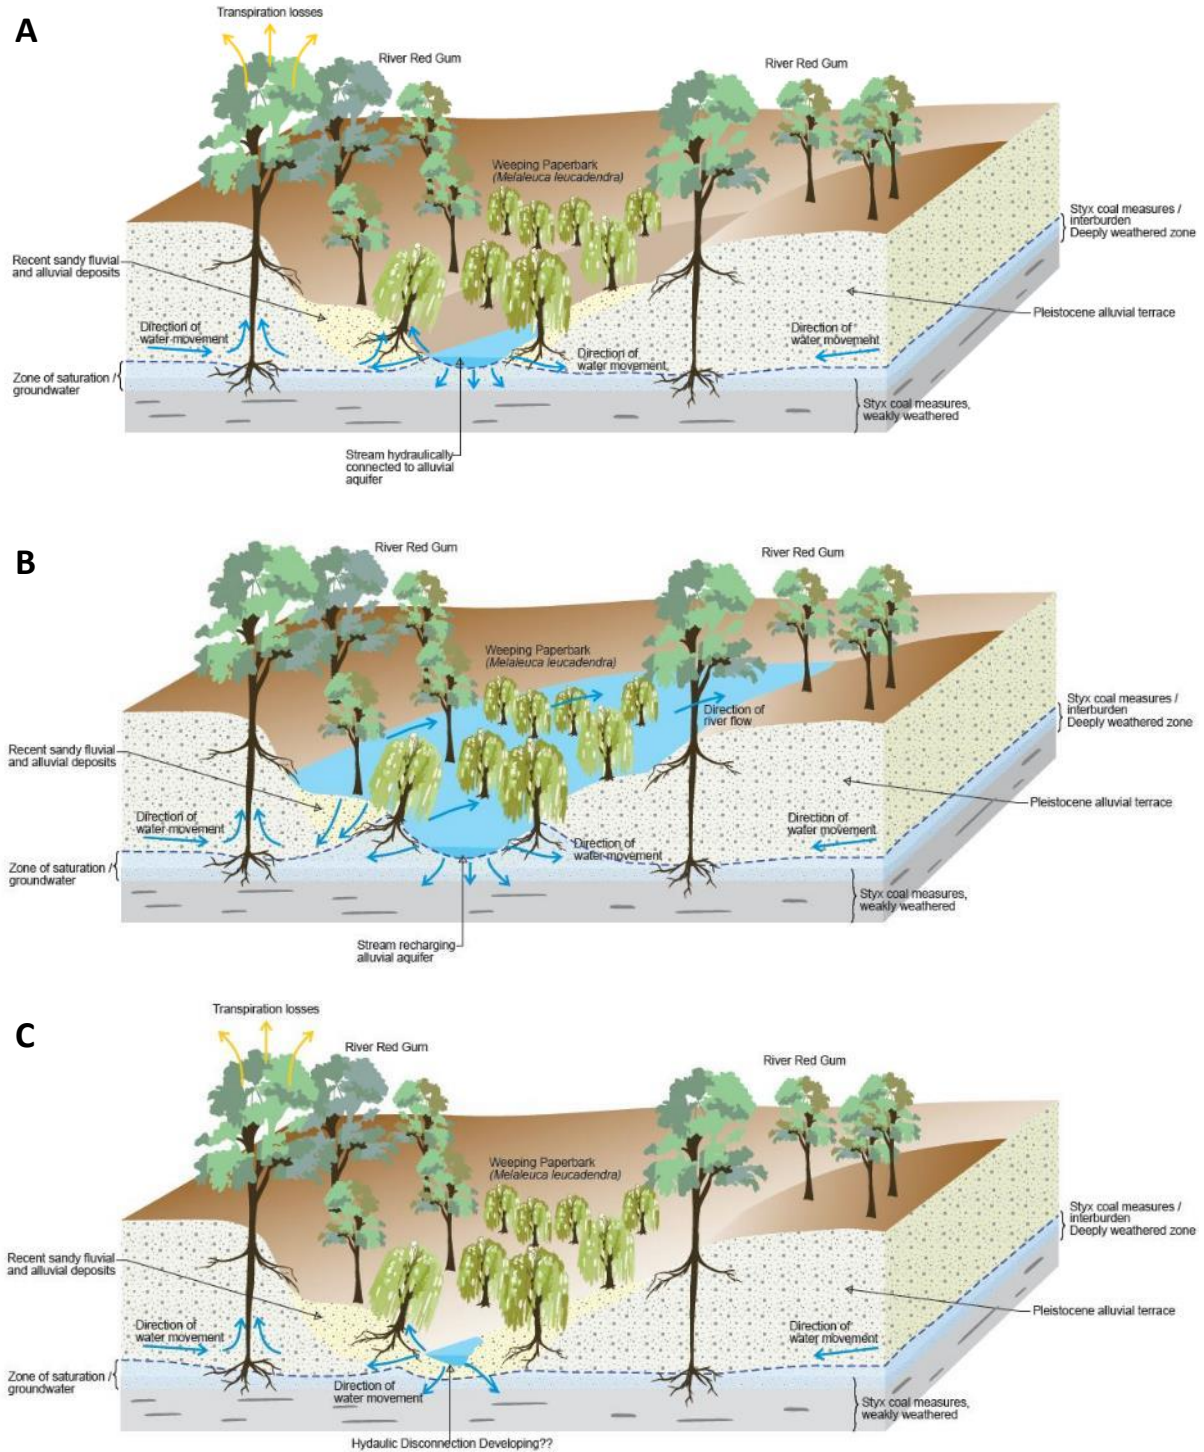 A
Transpiration losses
River Red Gum
River Red Gum
Weeping Paperbark
(Melaleuca leucadendra)
Styx coal measures /
interburden
Deeply weathered zone
Recent sandy fluvial
and alluvial deposits
Pleistocene alluvial terrace
Direction of
water movement
Direction of
water movement
Direction of
water movement
Zone of saturation /
groundwater
Styx coal measures,
weakly weathered
Stream hydraulically
connected to alluvial
aquifer
B
River Red Gum
River Red Gum
Weeping Paperbark
(Melaleuca leucadendra)
Direction of
river flow
Styx coal measures /
interburden
Deeply weathered zone
Recent sandy fluvial
and alluvial deposits
Pleistocene alluvial terrace
Direction of
water movement
Direction of
water movement
Direction of
water movement
Zone of saturation /
groundwater
Styx coal measures,
weakly weathered
Stream recharging
alluvial aquifer
C
Transpiration losses
River Red Gum
River Red Gum
Weeping Paperbark
(Melaleuca leucadendra)
Styx coal measures /
interburden
Deeply weathered zone
Recent sandy fluvial
and alluvial deposits
Pleistocene alluvial terrace
Direction of
water movement
Direction of
water movement
Zone of saturation /
groundwater
Direction of
water movement
Styx coal measures,
weakly weathered
Hydaulic Disconnection Developing??